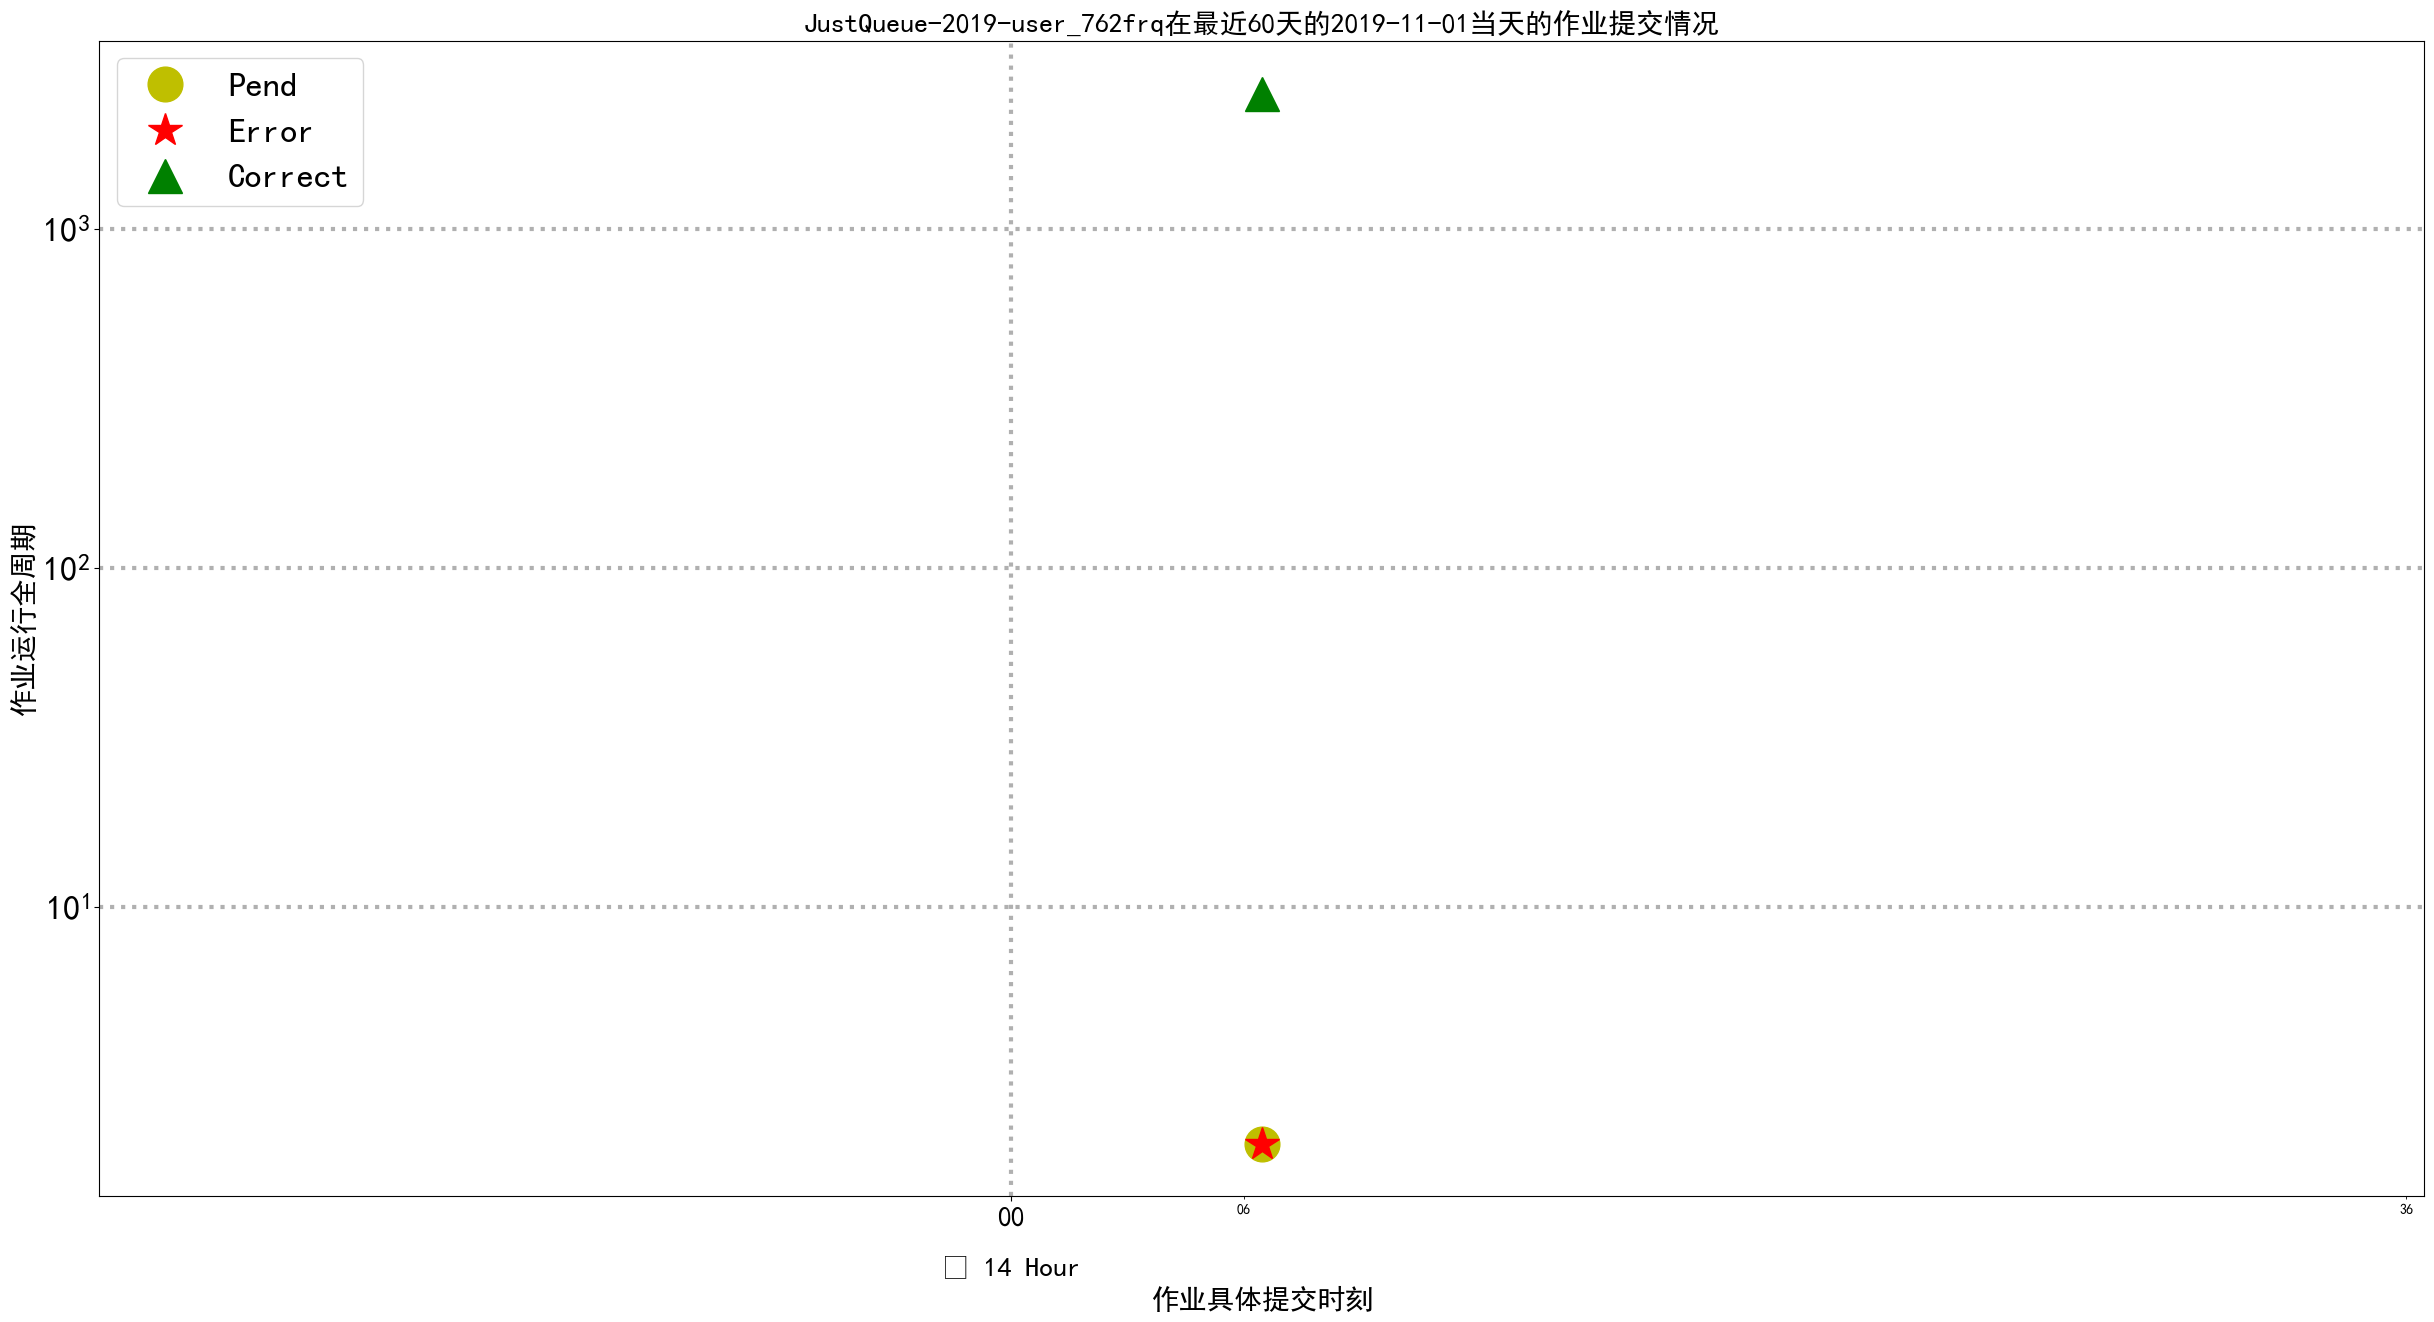 JustQueue-2019-user_762frq在最近60天的2019-11-01当天的作业提交情况
Pend
Error
Correct
10³
10²
10¹
作业运行全周期
00
06
36
□ 14 Hour
作业具体提交时刻